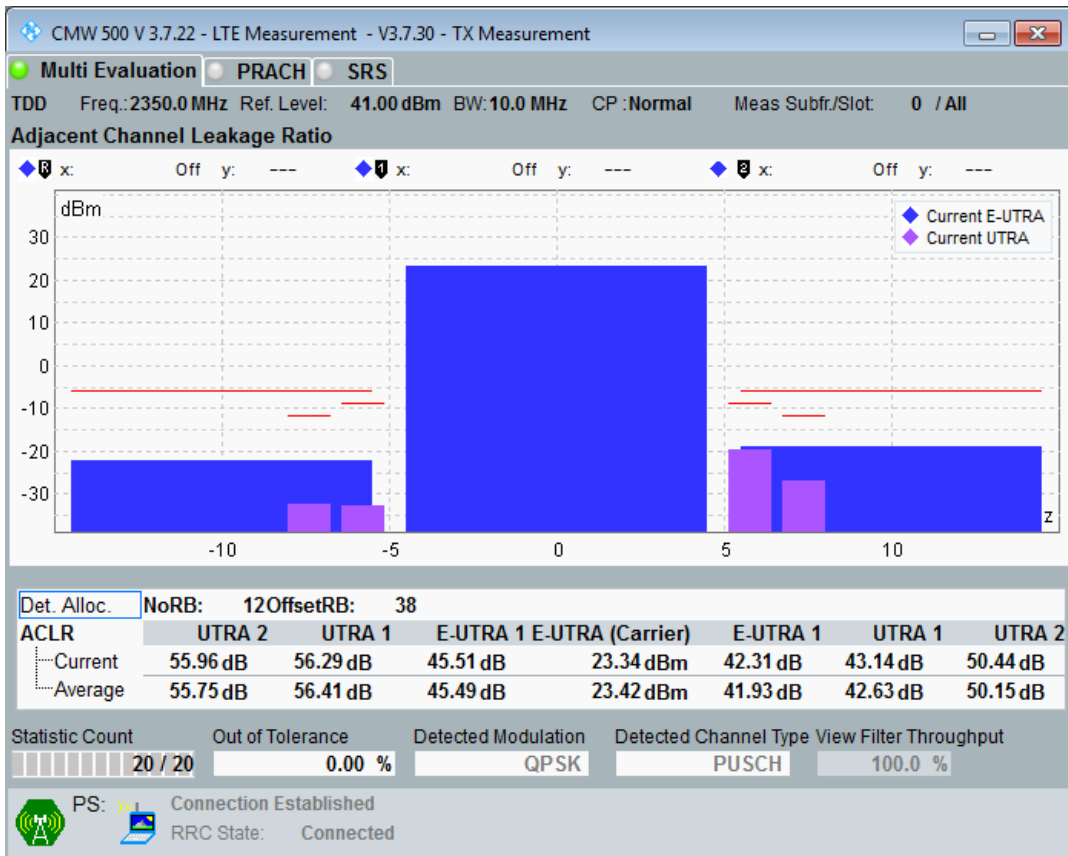 CMW 500 V 3.7.22 - LTE Measurement - V3.7.30 - TX Measurement
Multi Evaluation PRACH SRS
TDD Freq.:2350.0 MHz Ref. Level: 41.00 dBm BW:10.0 MHz CP :Normal Meas Subfr./Slot: 0 / All
Adjacent Channel Leakage Ratio
R x: Off y: --- 1 x: Off y: --- 2 x: Off y: ---
dBm
Current E-UTRA
Current UTRA
30
20
10
0
-10
-20
-30
z
-10 -5 0 5 10
Det. Alloc. NoRB: 12 OffsetRB: 38
ACLR UTRA 2 UTRA 1 E-UTRA 1 E-UTRA (Carrier) E-UTRA 1 UTRA 1 UTRA 2
Current 55.96 dB 56.29 dB 45.51 dB 23.34 dBm 42.31 dB 43.14 dB 50.44 dB
Average 55.75 dB 56.41 dB 45.49 dB 23.42 dBm 41.93 dB 42.63 dB 50.15 dB
Statistic Count Out of Tolerance Detected Modulation Detected Channel Type View Filter Throughput
20 / 20 0.00 % QPSK PUSCH 100.0 %
PS: Connection Established
RRC State: Connected